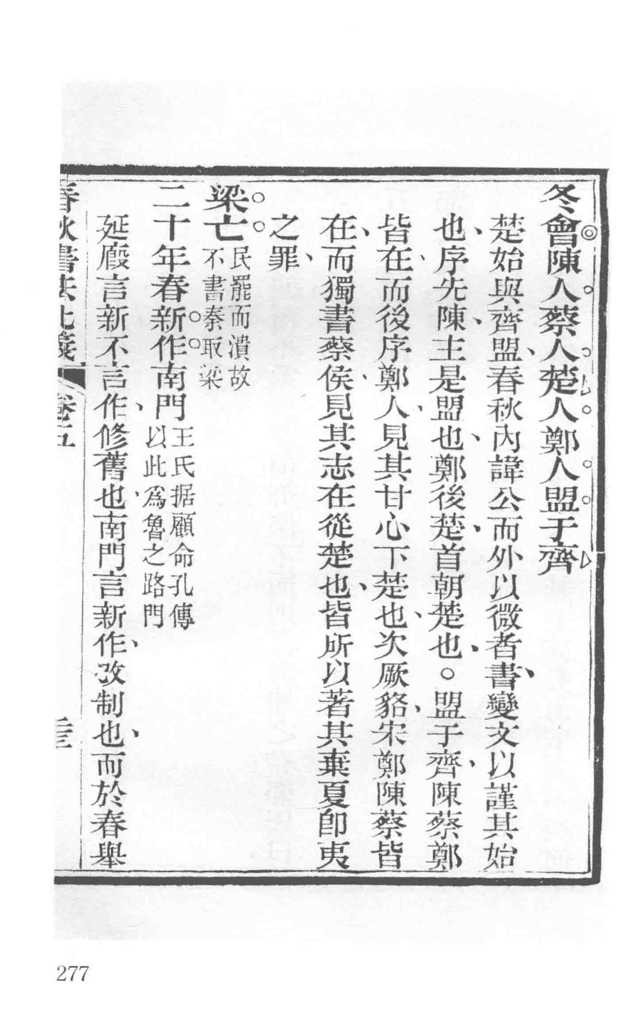 冬會陳人蔡人楚人鄭人盟于齊
楚始與齊盟春秋內諱公而外以微者書變文以謹其始
也序先陳主是盟也鄭後楚首朝楚也。盟于齊陳蔡鄭
皆在而後序鄭人見其甘心下楚也次厥貉宋鄭陳蔡皆
在而獨書蔡侯見其志在從楚也皆所以著其棄夏卽夷
之罪
梁亡民罷而潰故
不書秦取梁
二十年春新作南門王氏据顧命孔傳
以此爲魯之路門
延廄言新不言作修舊也南門言新作改制也而於春舉
春秋書法比義 卷五
277